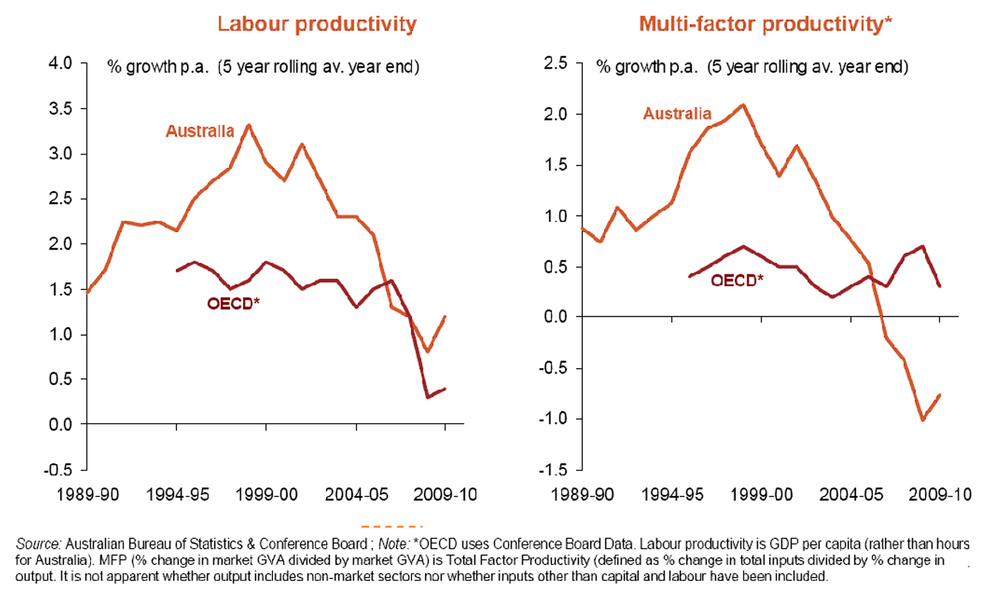 Labour productivity
% growth p.a. (5 year rolling av. year end)
4.0
3.5
3.0
2.5
2.0
1.5
1.0
0.5
0.0
-0.5
Australia
OECD*
1989-90 1994-95 1999-00 2004-05 2009-10
Multi-factor productivity*
% growth p.a. (5 year rolling av. year end)
2.5
2.0
1.5
1.0
0.5
0.0
-0.5
-1.0
-1.5
Australia
OECD*
1989-90 1994-95 1999-00 2004-05 2009-10
Source: Australian Bureau of Statistics & Conference Board ; Note: *OECD uses Conference Board Data. Labour productivity is GDP per capita (rather than hours
for Australia). MFP (% change in market GVA divided by market GVA) is Total Factor Productivity (defined as % change in total inputs divided by % change in
output. It is not apparent whether output includes non-market sectors nor whether inputs other than capital and labour have been included.